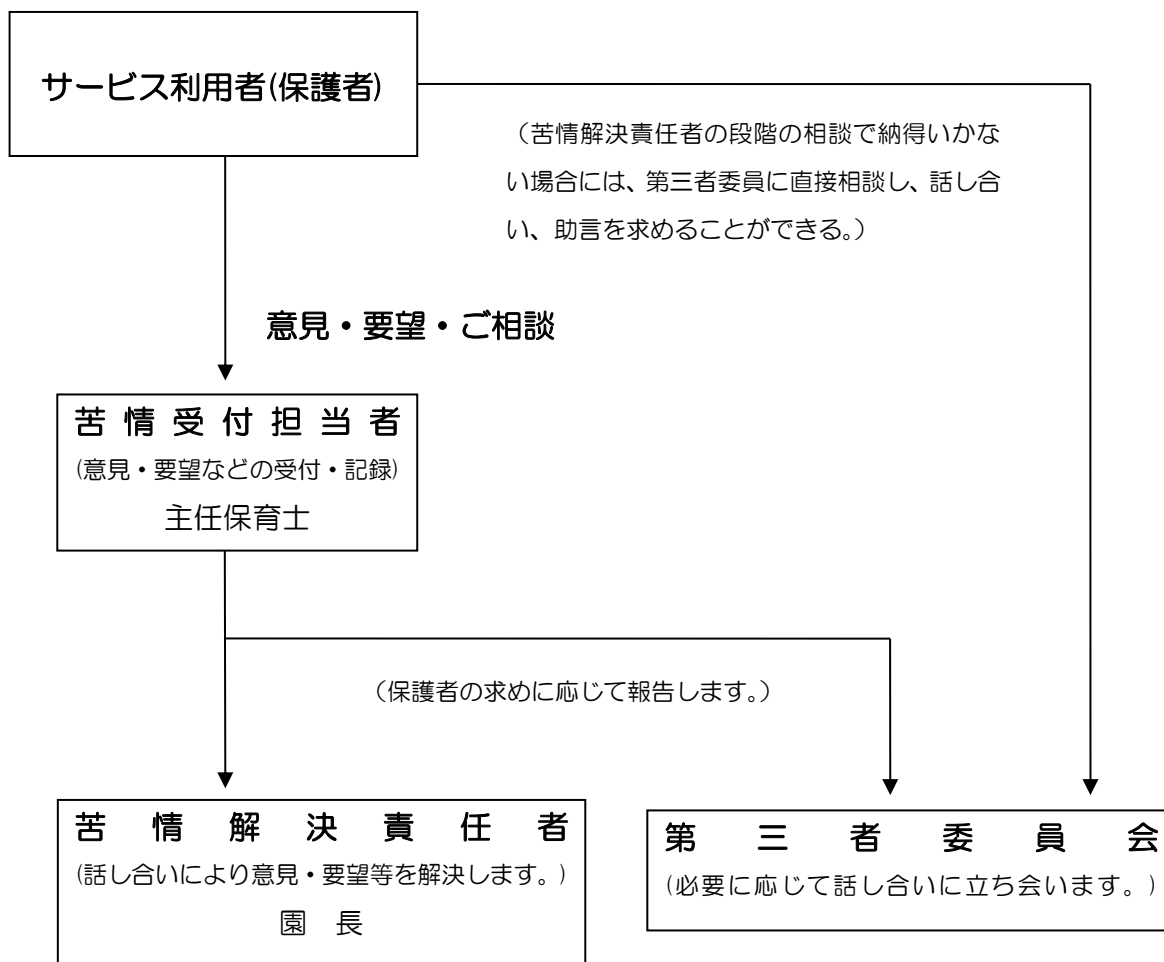 サービス利用者(保護者)
(苦情解決責任者の段階の相談で納得いかな
い場合には、第三者委員に直接相談し、話し合
い、助言を求めることができる。)
意見・要望・ご相談
苦情受付担当者
(意見・要望などの受付・記録)
主任保育士
(保護者の求めに応じて報告します。)
苦情解決責任者
(話し合いにより意見・要望等を解決します。)
園　長
第三者委員会
(必要に応じて話し合いに立ち会います。)